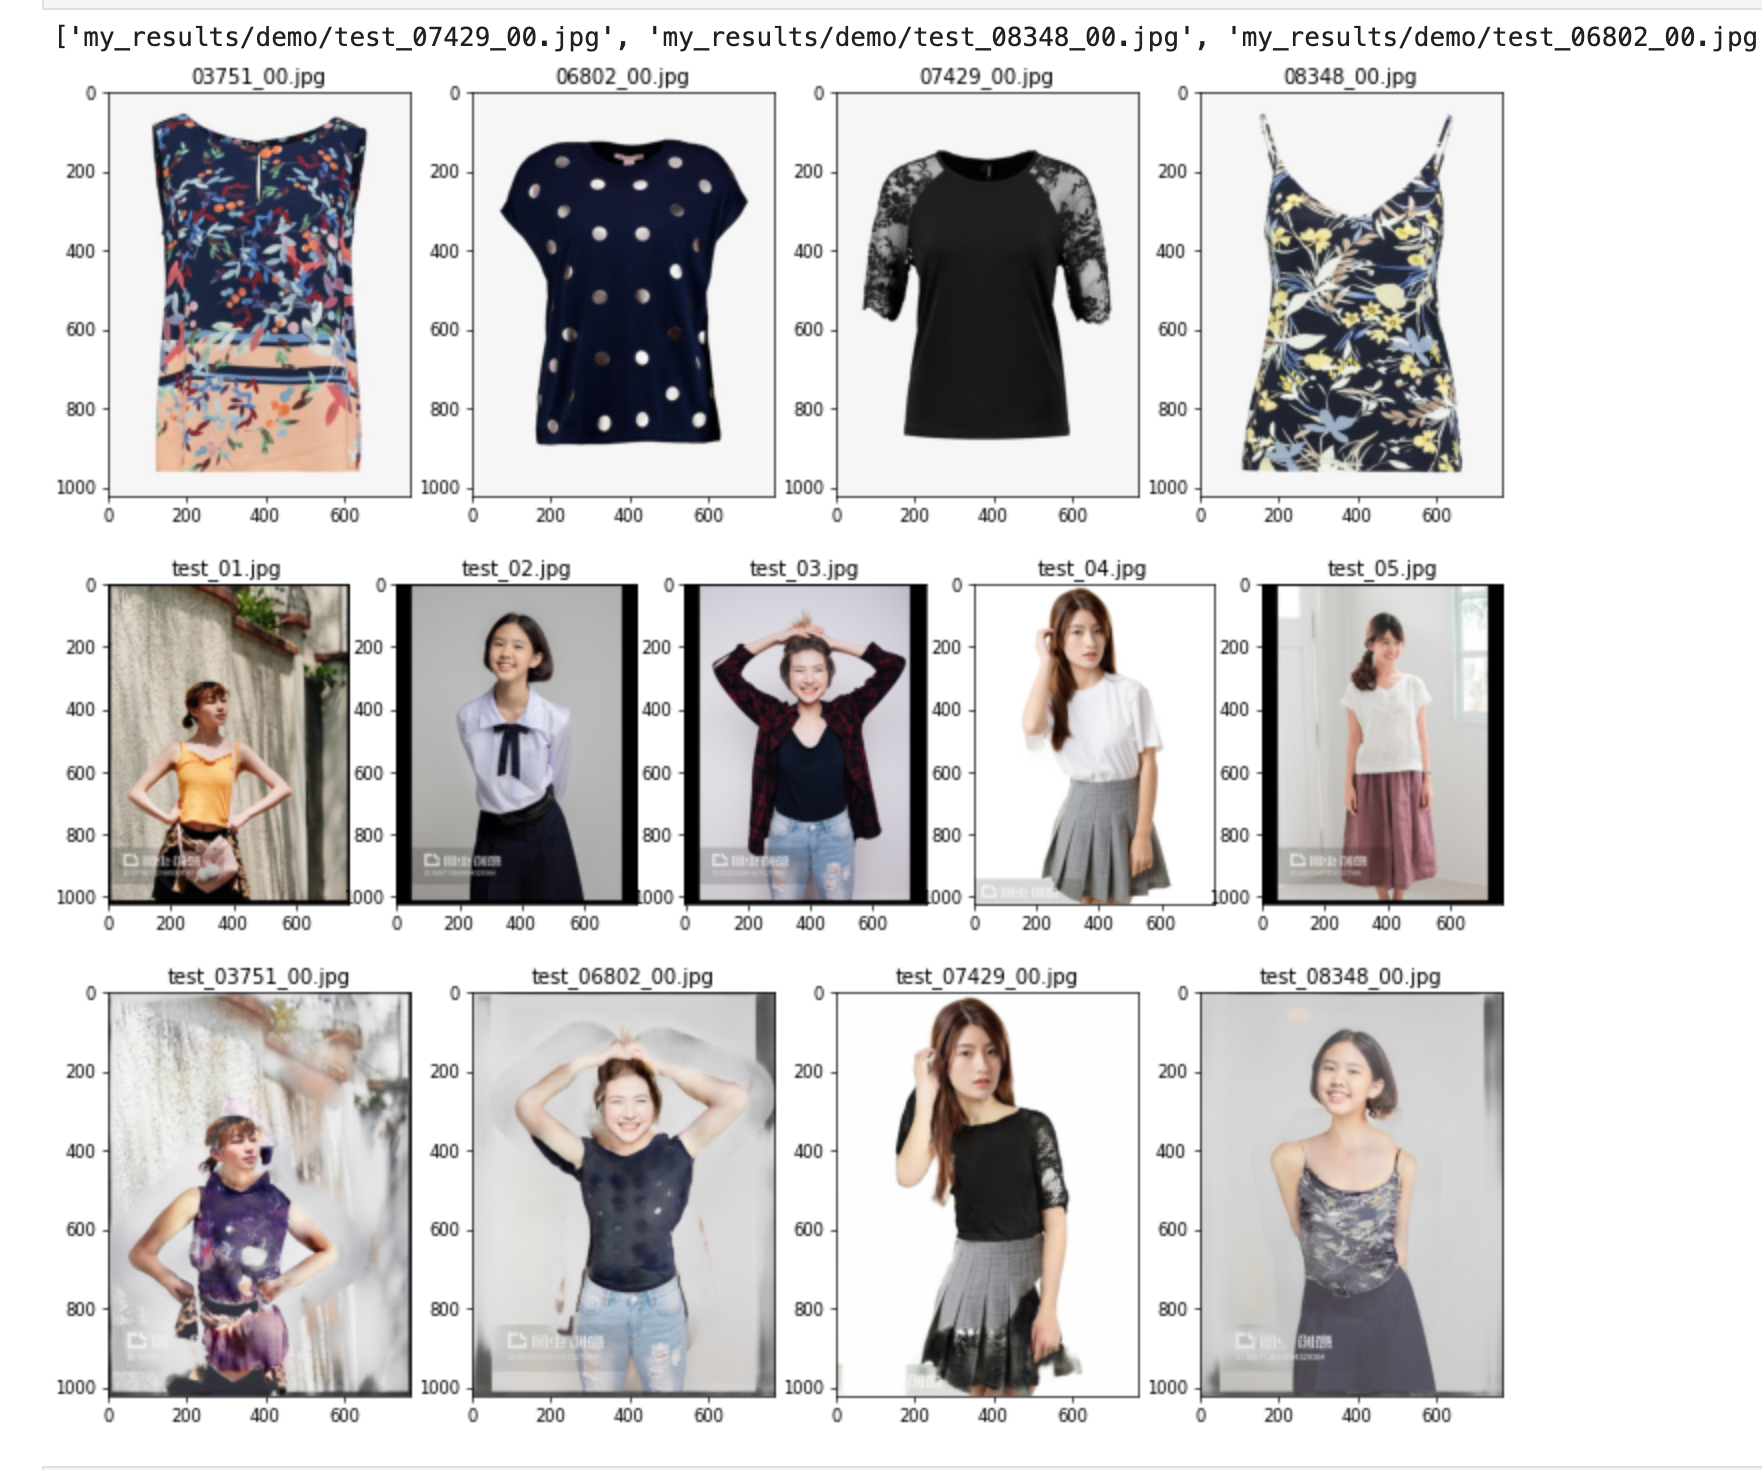 ['my_results/demo/test_07429_00.jpg', 'my_results/demo/test_08348_00.jpg', 'my_results/demo/test_06802_00.jpg
03751_00.jpg 06802_00.jpg 07429_00.jpg 08348_00.jpg
0 0 0 0
200 200 200 200
400 400 400 400
600 600 600 600
800 800 800 800
1000 1000 1000 1000
0 200 400 600 0 200 400 600 0 200 400 600 0 200 400 600
test_01.jpg test_02.jpg test_03.jpg test_04.jpg test_05.jpg
0 0 0 0 0
200 200 200 200 200
400 400 400 400 400
600 600 600 600 600
800 800 800 800 800
1000 1000 1000 1000 1000
0 200 400 600 0 200 400 600 0 200 400 600 0 200 400 600 0 200 400 600
test_03751_00.jpg test_06802_00.jpg test_07429_00.jpg test_08348_00.jpg
0 0 0 0
200 200 200 200
400 400 400 400
600 600 600 600
800 800 800 800
1000 1000 1000 1000
0 200 400 600 0 200 400 600 0 200 400 600 0 200 400 600